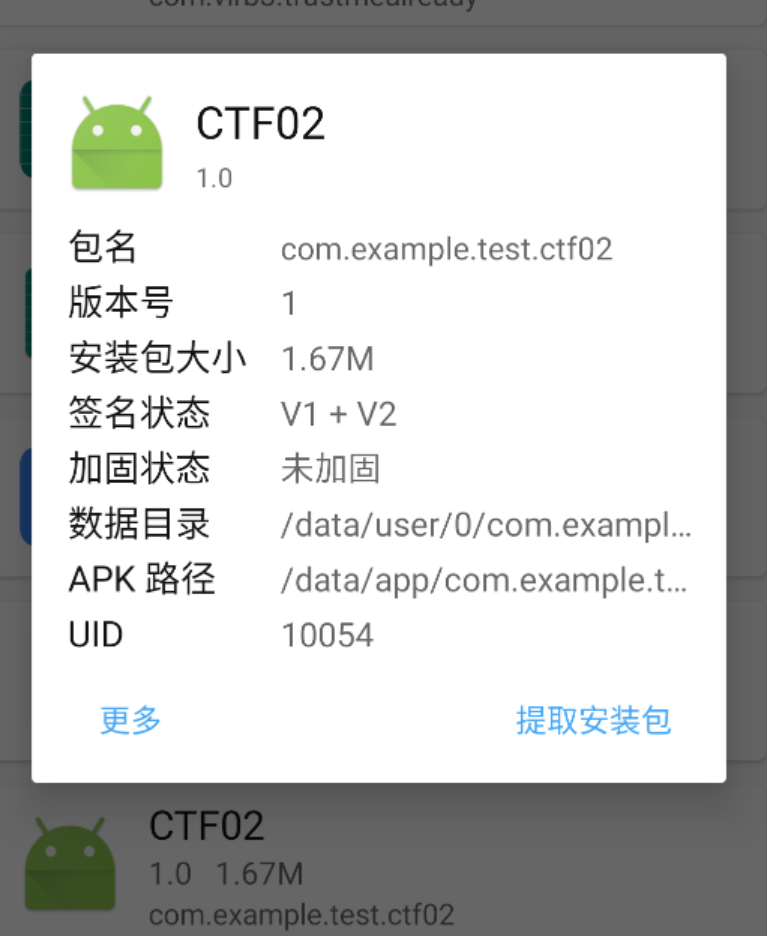 com.virb3.trustmealready
CTF02
1.0
包名 com.example.test.ctf02
版本号 1
安装包大小 1.67M
签名状态 V1 + V2
加固状态 未加固
数据目录 /data/user/0/com.exampl...
APK 路径 /data/app/com.example.t...
UID 10054
更多 提取安装包
CTF02
1.0 1.67M
com.example.test.ctf02